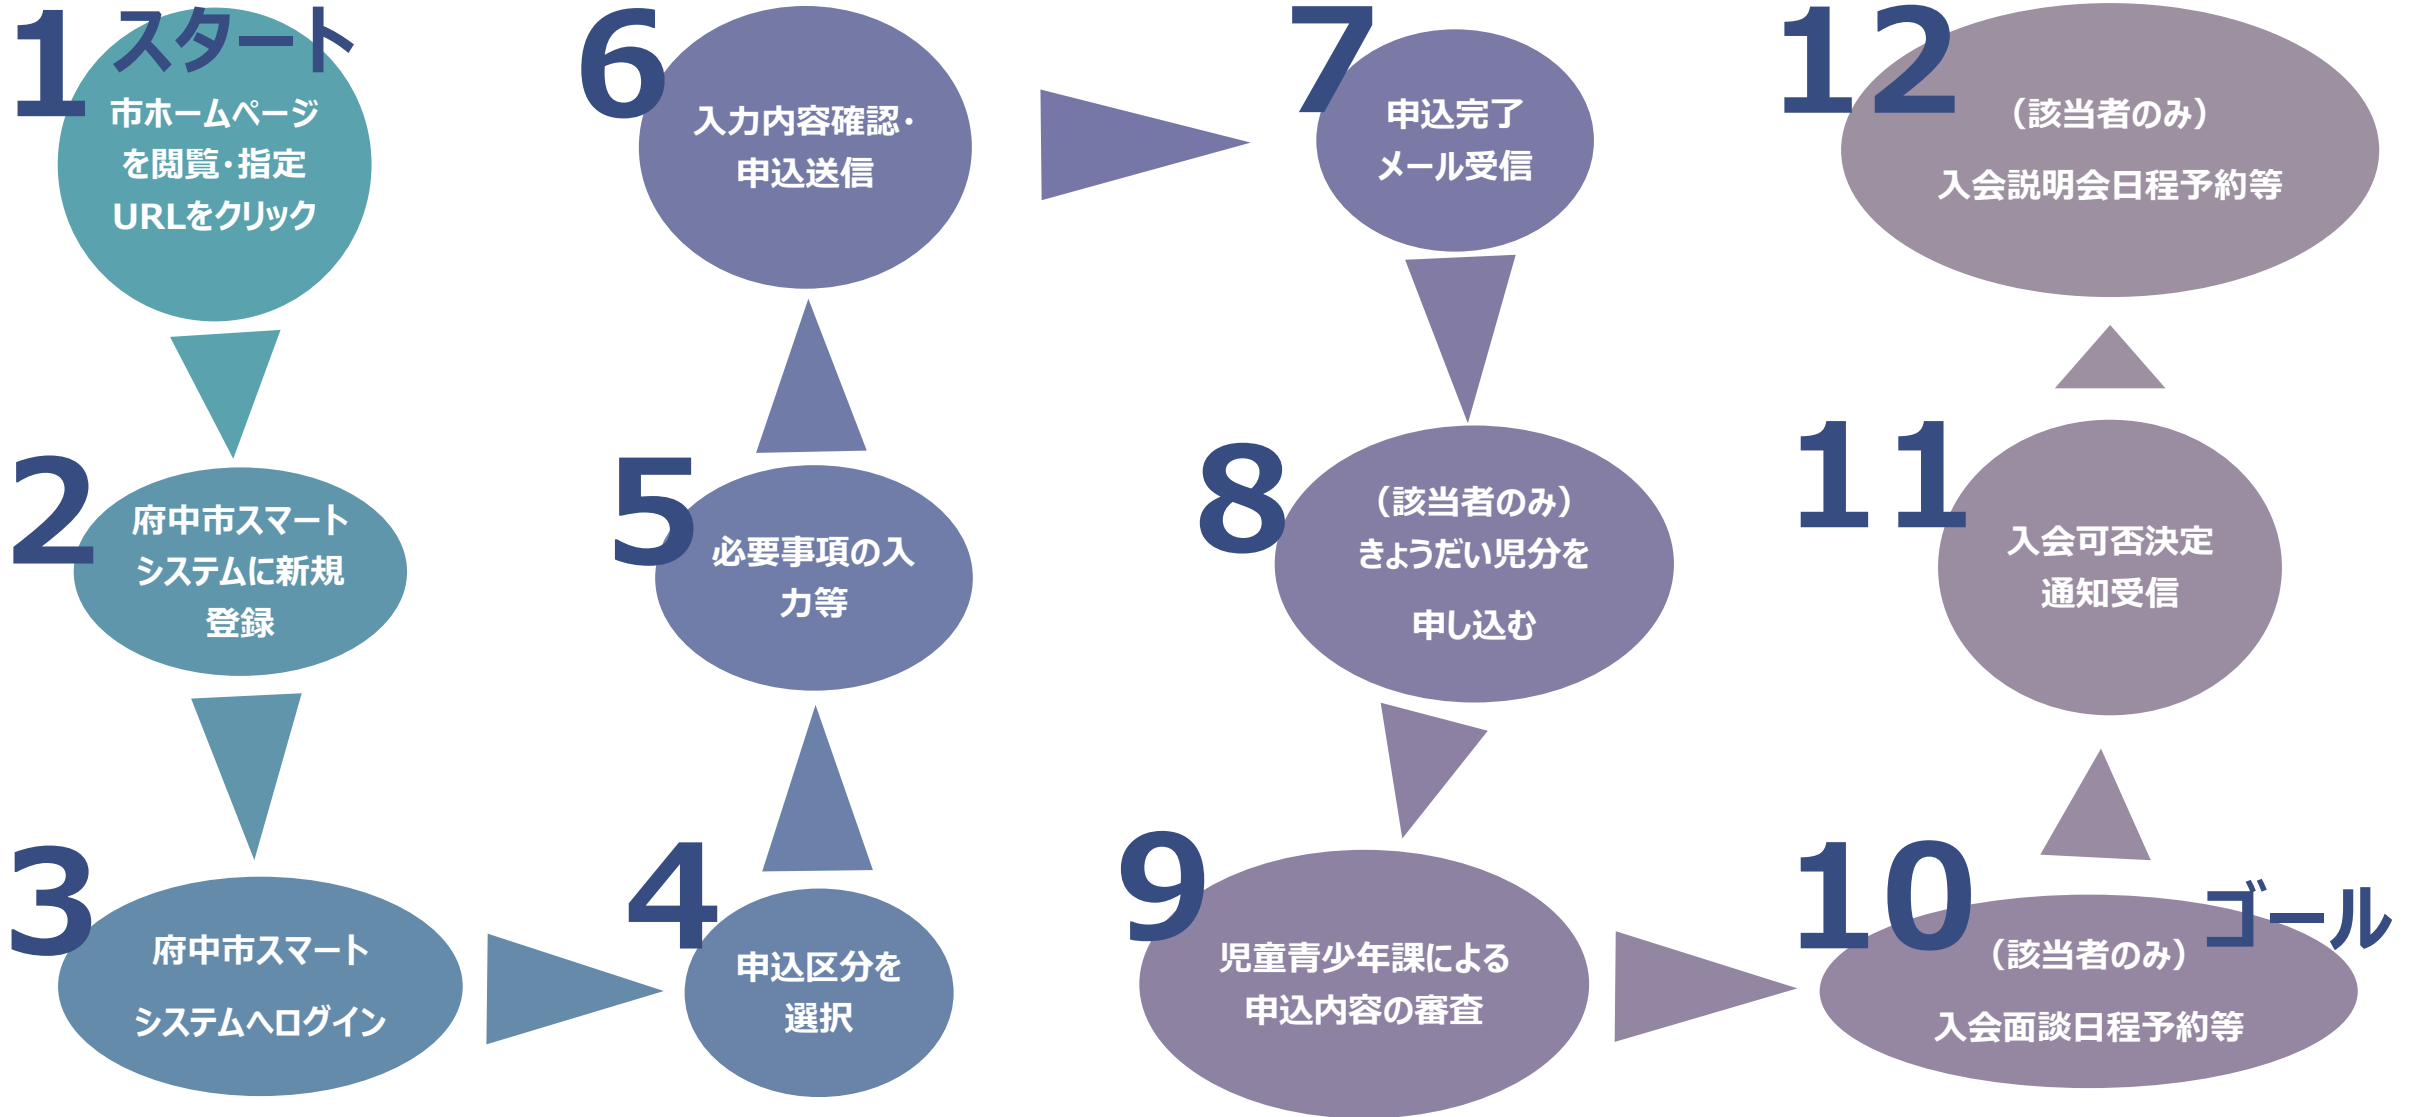 1 スタート
市ホームページ
を閲覧・指定
URLをクリック
2
府中市スマート
システムに新規
登録
3
府中市スマート
システムへログイン
4
申込区分を
選択
5
必要事項の入
力等
6
入力内容確認・
申込送信
7
申込完了
メール受信
8
（該当者のみ）
きょうだい児分を
申し込む
9
児童青少年課による
申込内容の審査
10 ゴール
（該当者のみ）
入会面談日程予約等
11
入会可否決定
通知受信
12
（該当者のみ）
入会説明会日程予約等